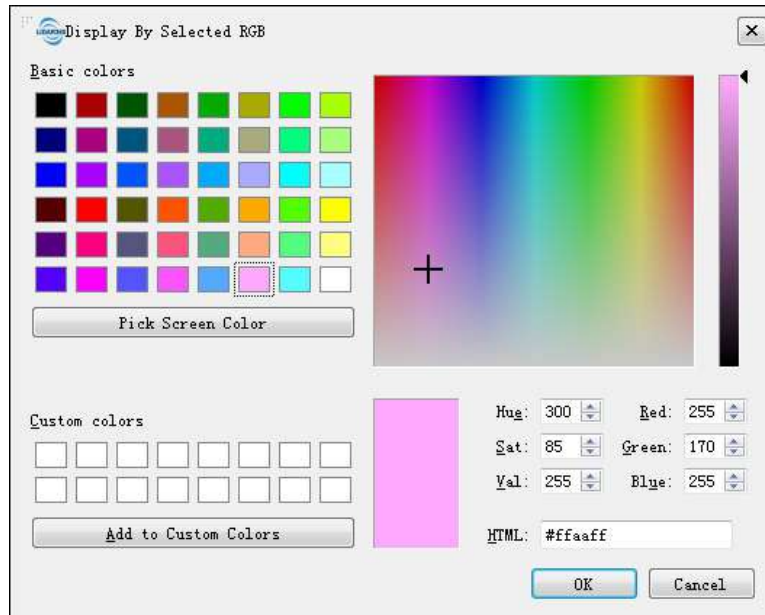 Display By Selected RGB
Basic colors
Pick Screen Color
Custom colors
Add to Custom Colors
Hue: 300 Red: 255
Sat: 85 Green: 170
Val: 255 Blue: 255
HTML: #ffaaff
OK Cancel